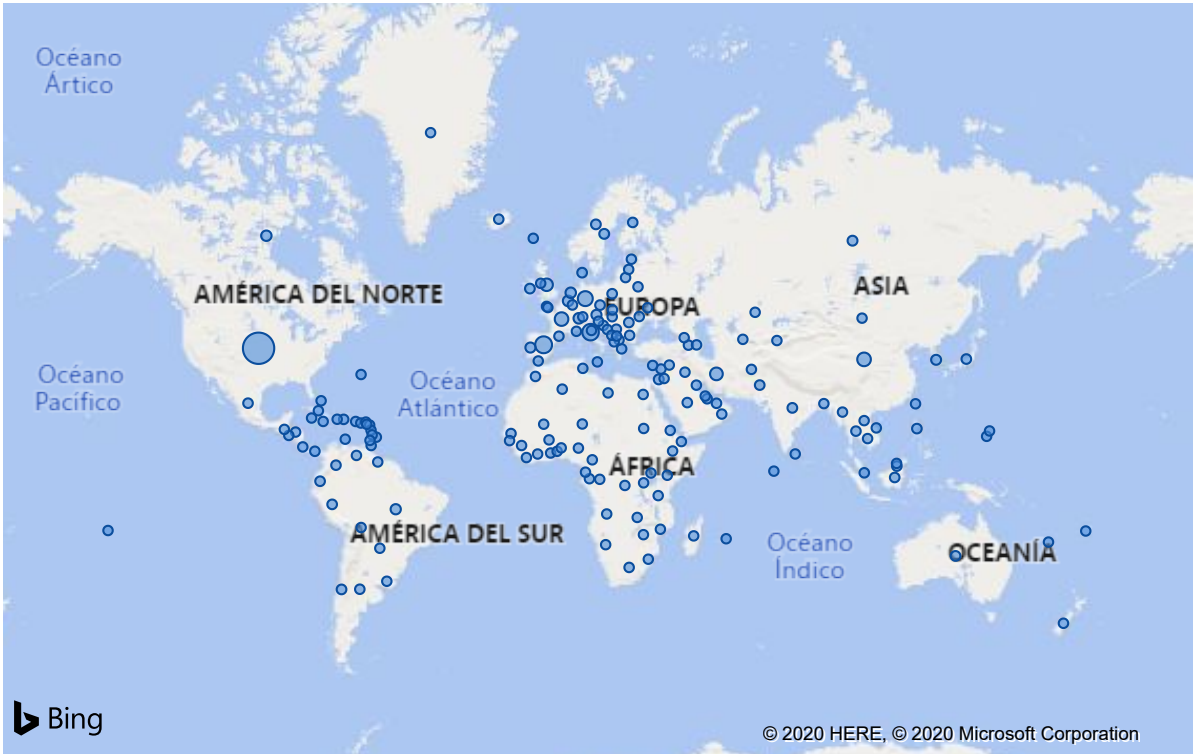 Océano
Ártico
AMÉRICA DEL NORTE
EUROPA
ASIA
Océano
Pacífico
Océano
Atlántico
ÁFRICA
AMÉRICA DEL SUR
Océano
Índico
OCEANÍA
Bing
© 2020 HERE, © 2020 Microsoft Corporation